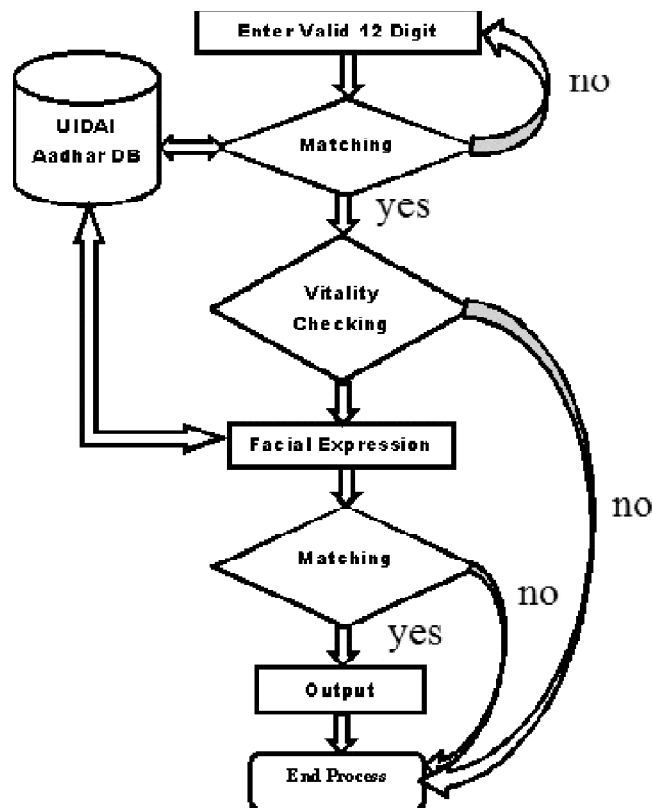 Enter Valid 12 Digit
no
UIDAI
Aadhar DB
Matching
yes
Vitality
Checking
Facial Expression
no
Matching
no
yes
Output
End Process